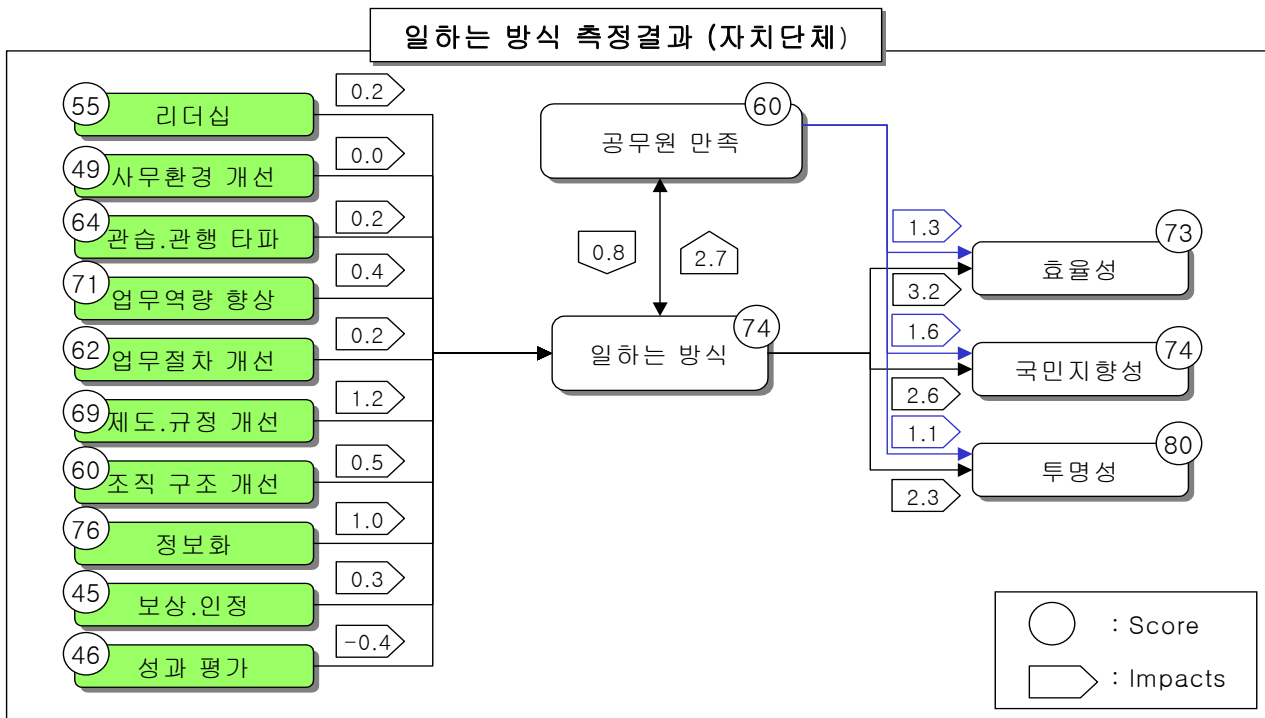 일하는 방식 측정결과 (자치단체)
55
리더십
0.2
49
사무환경 개선
0.0
64
관습.관행 타파
0.2
71
업무역량 향상
0.4
62
업무절차 개선
0.2
69
제도.규정 개선
1.2
60
조직 구조 개선
0.5
76
정보화
1.0
45
보상.인정
0.3
46
성과 평가
-0.4
60
공무원 만족
0.8
2.7
74
일하는 방식
1.3
73
효율성
3.2
1.6
74
국민지향성
2.6
1.1
80
투명성
2.3
: Score
: Impacts